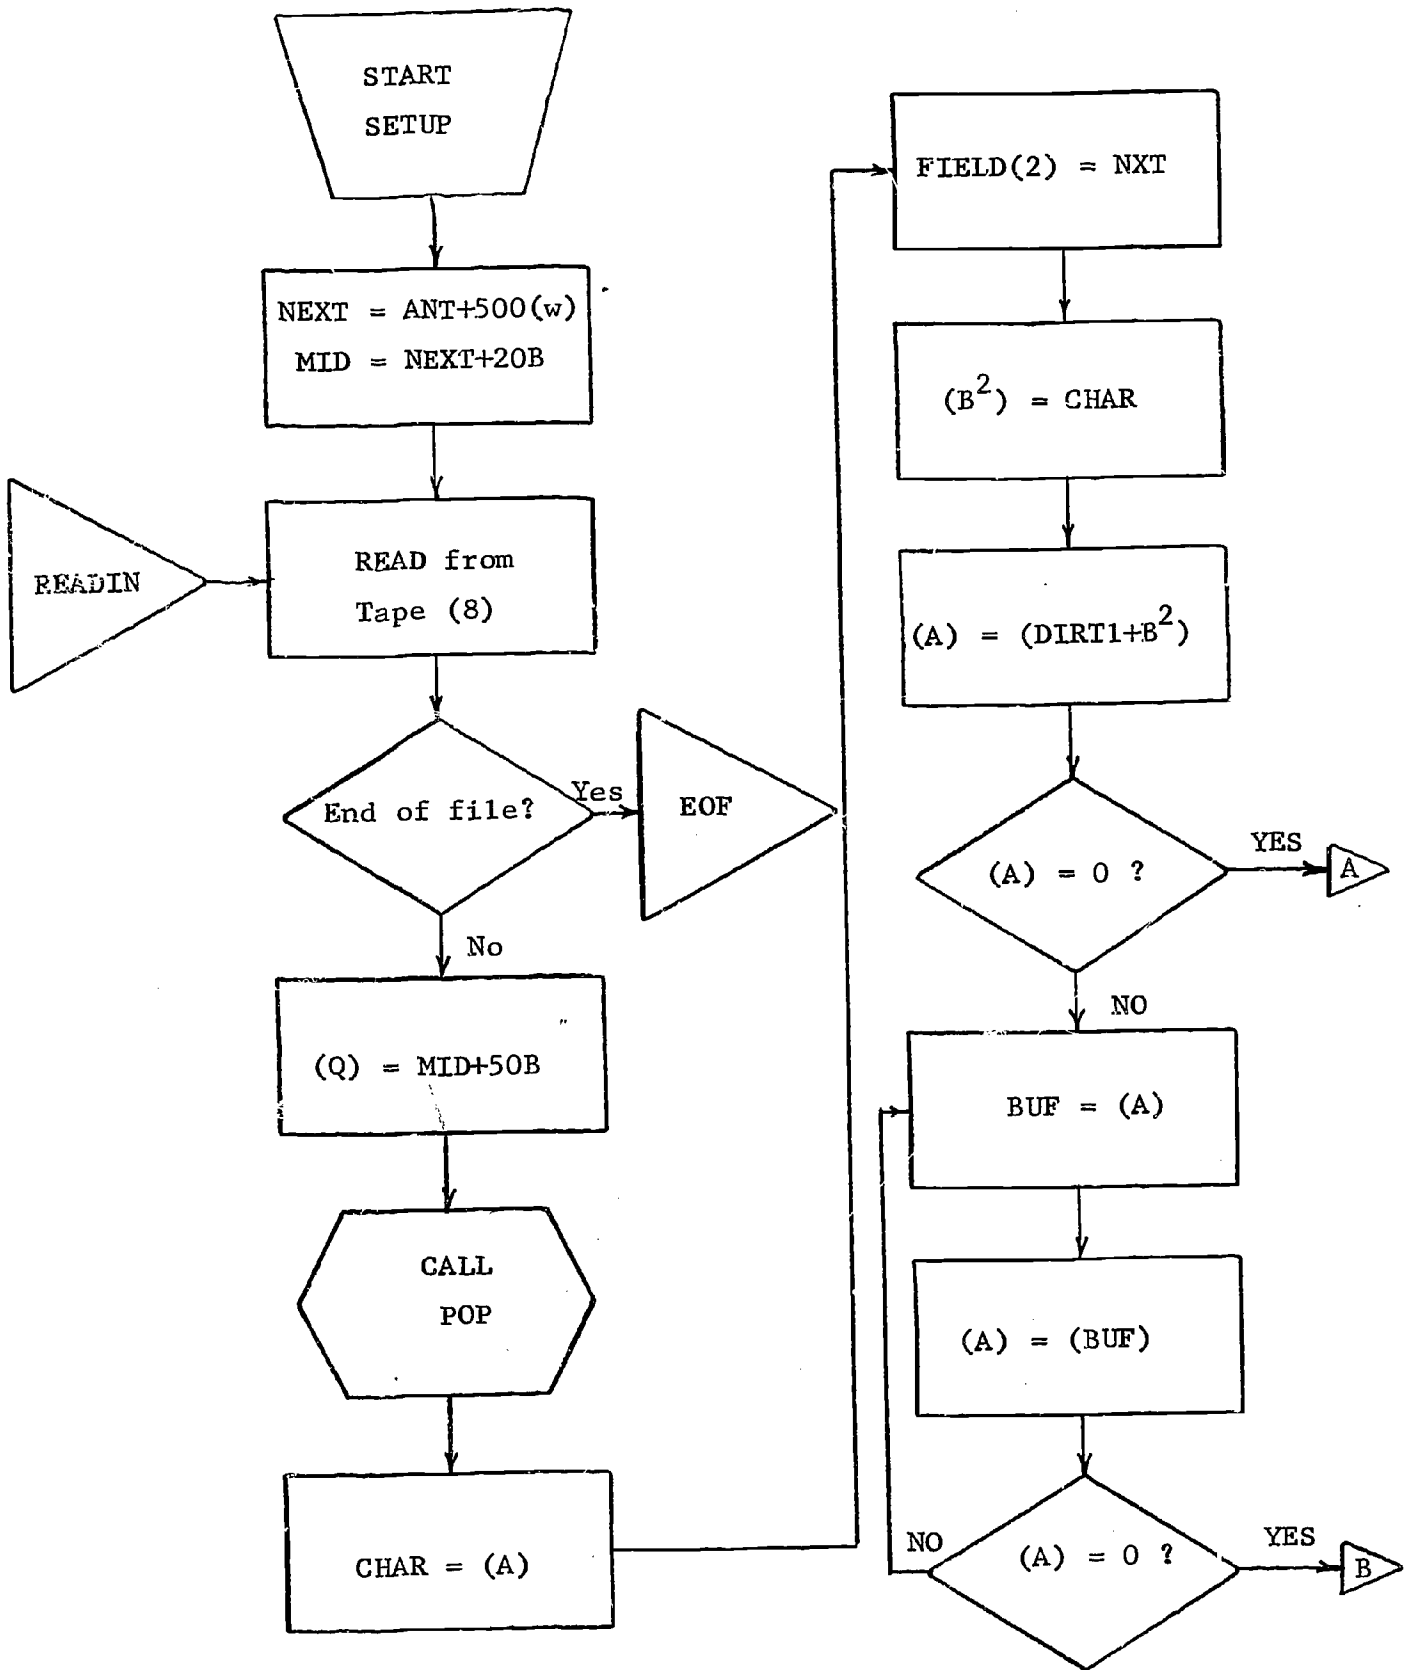 START
SETUP
NEXT = ANT+500(w)
MID = NEXT+20B
READIN
READ from
Tape (8)
End of file?
Yes
EOF
No
(Q) = MID+50B
CALL
POP
CHAR = (A)
FIELD(2) = NXT
(B²) = CHAR
(A) = (DIRT1+B²)
(A) = 0 ?
YES
A
NO
BUF = (A)
(A) = (BUF)
(A) = 0 ?
NO
YES
B